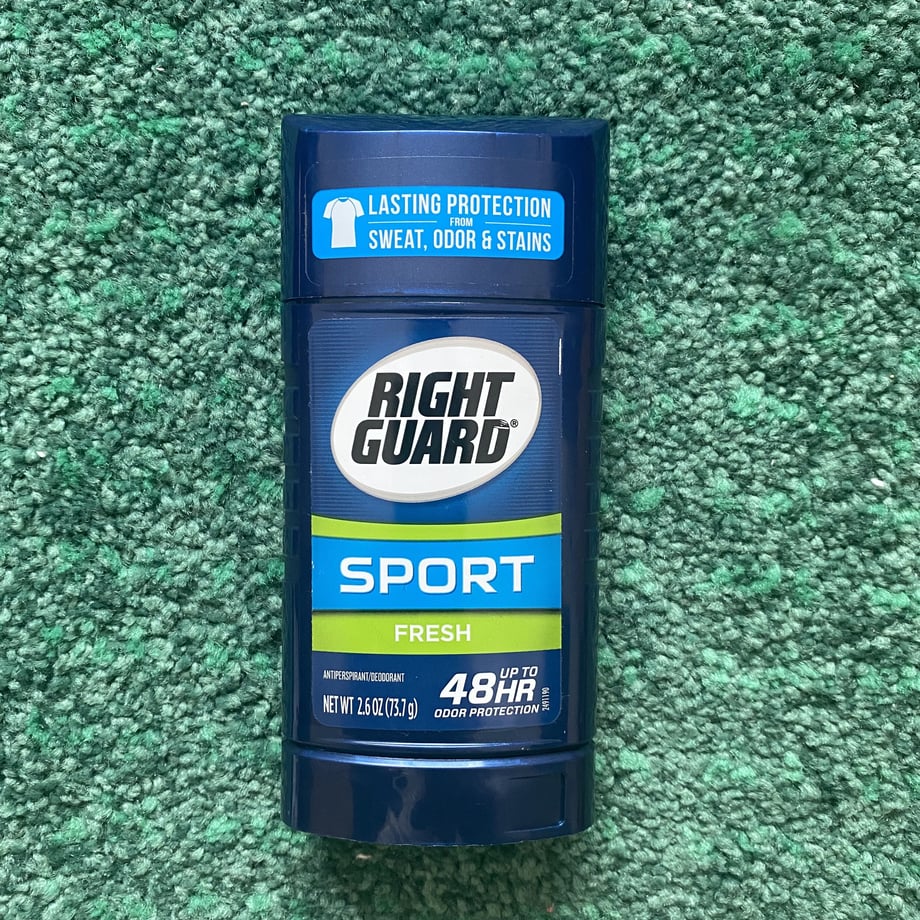 LASTING PROTECTION
FROM
SWEAT, ODOR & STAINS
RIGHT
GUARD®
SPORT
FRESH
ANTIPERSPIRANT/DEODORANT
NET WT 2.6 OZ (73.7 g)
UP TO
48HR
ODOR PROTECTION
2491190